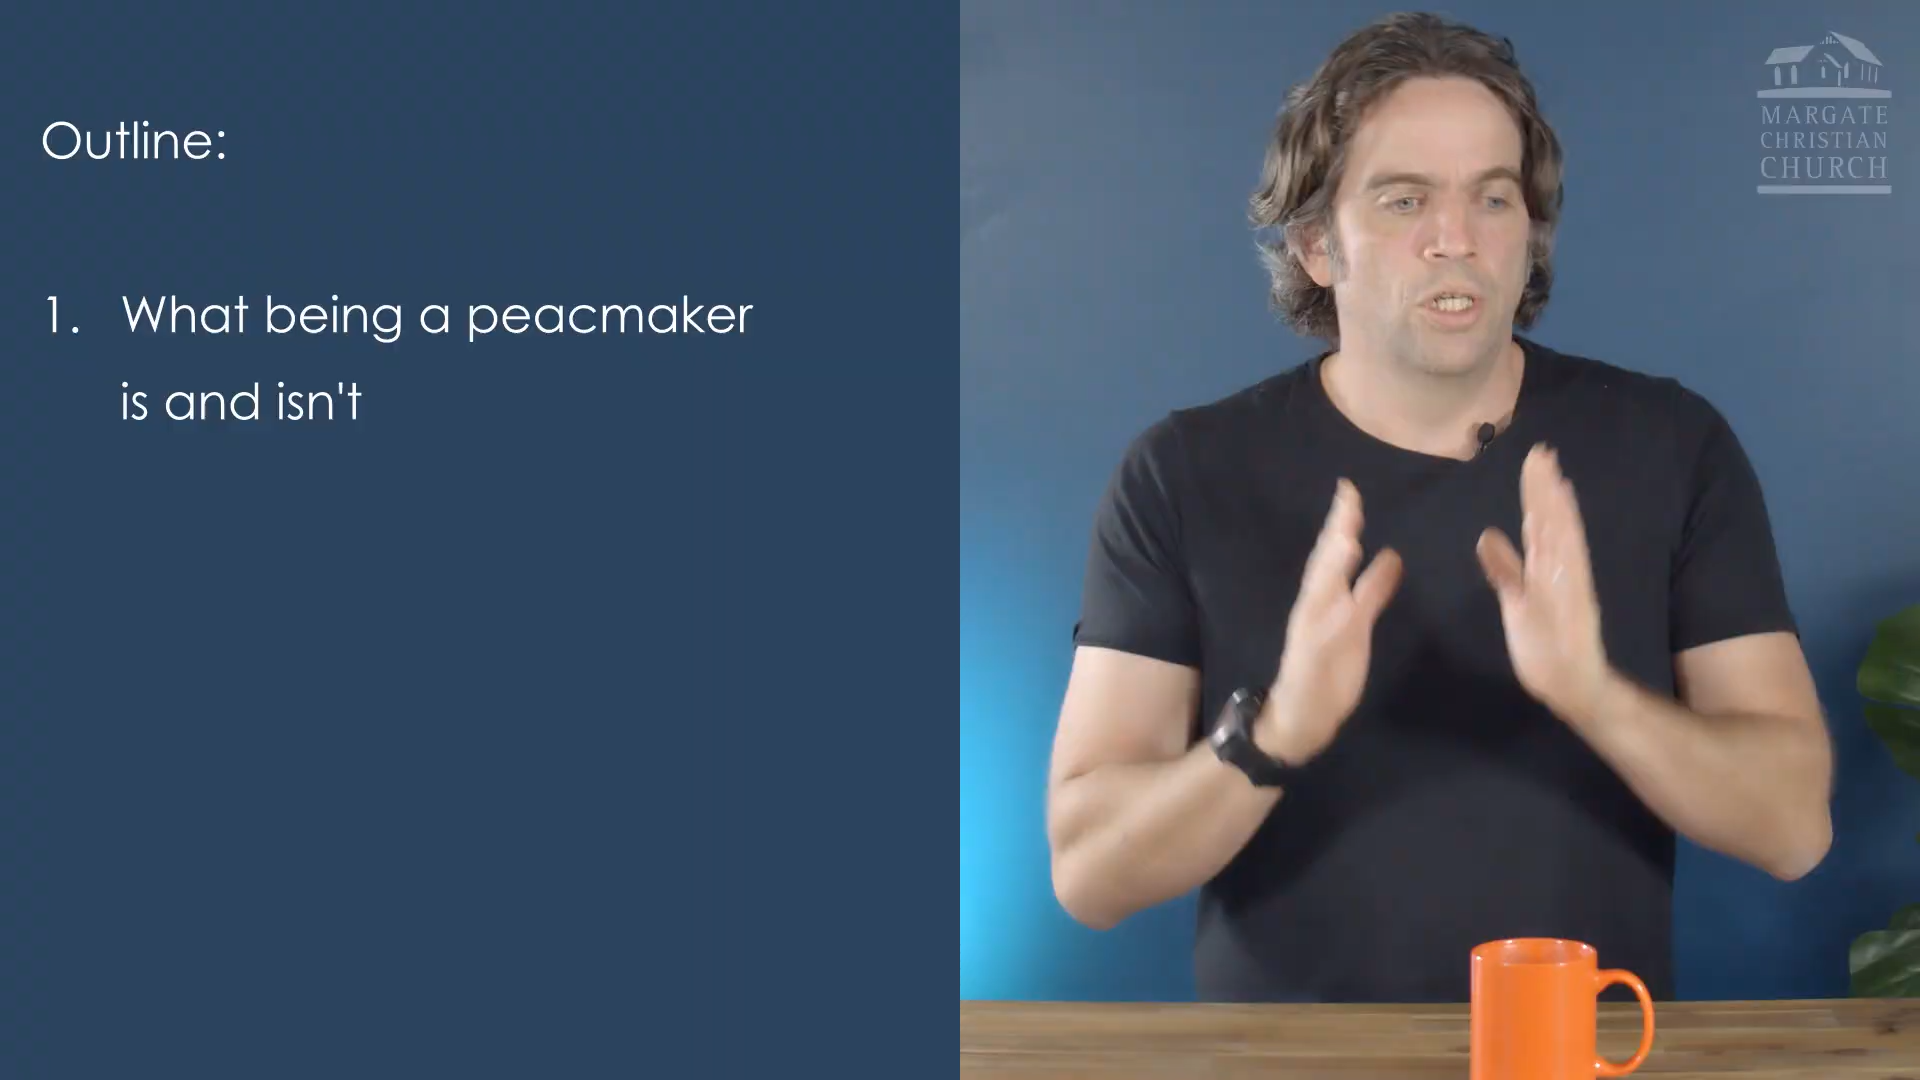 Outline:
1. What being a peacmaker
is and isn't
MARGATE
CHRISTIAN
CHURCH